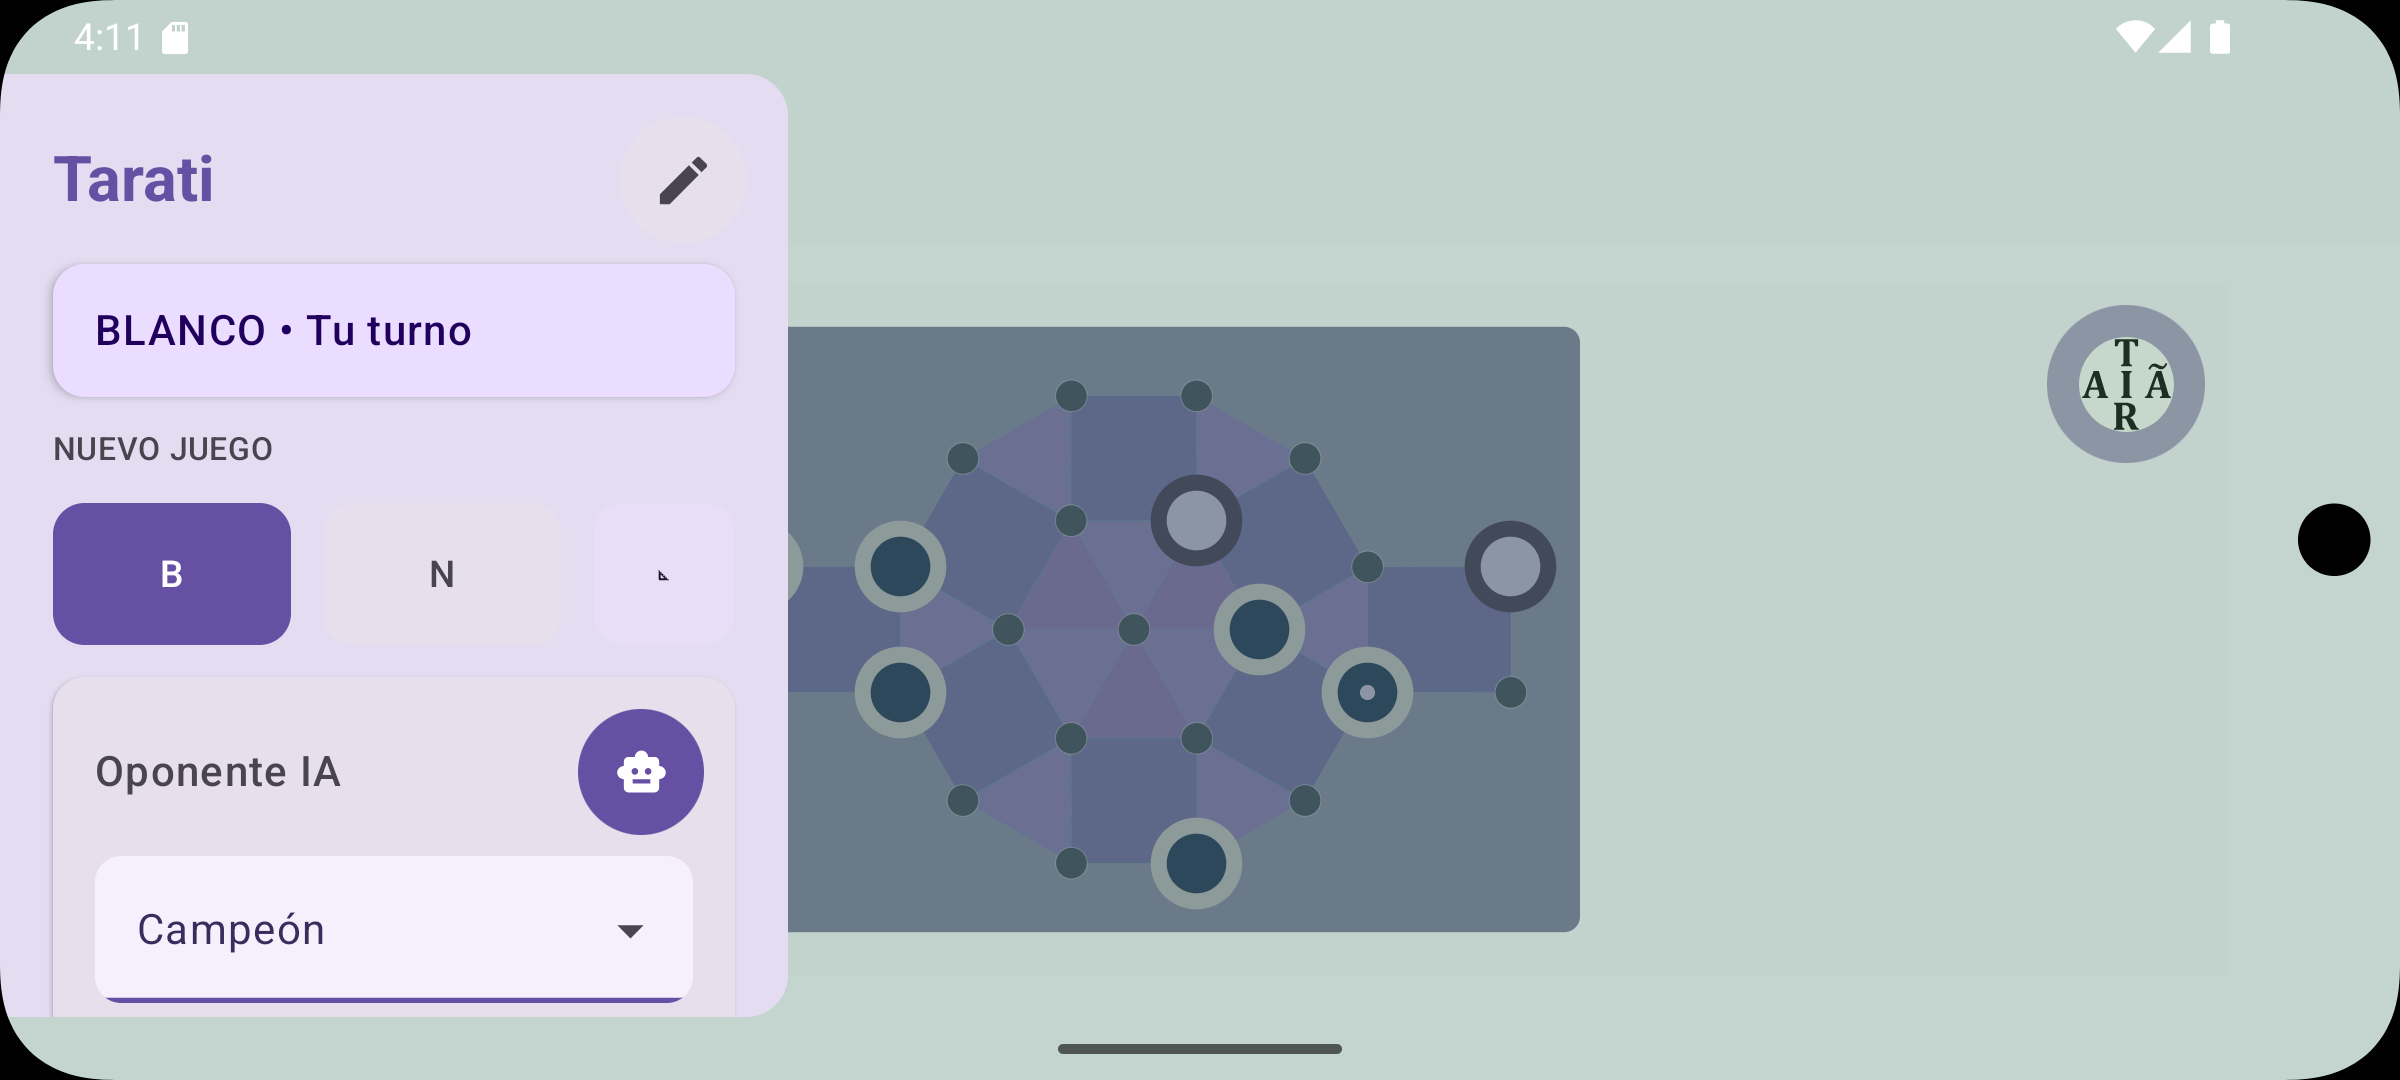 4:11
Tarati
BLANCO • Tu turno
NUEVO JUEGO
B
N
Oponente IA
Campeón
T
A I Ã
R